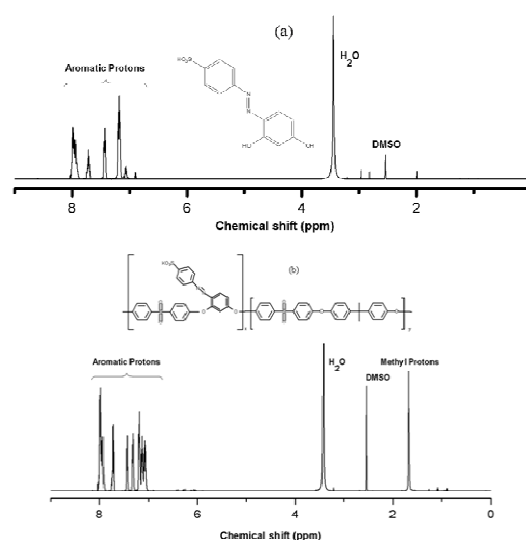 (a)
Aromatic Protons
H₂O
HO₃S
N
N
HO
OH
DMSO
8 6 4 2
Chemical shift (ppm)
(b)
HO₃S
O
O
O
O
Aromatic Protons
H₂O
DMSO
Methyl Protons
8 6 4 2 0
Chemical shift (ppm)